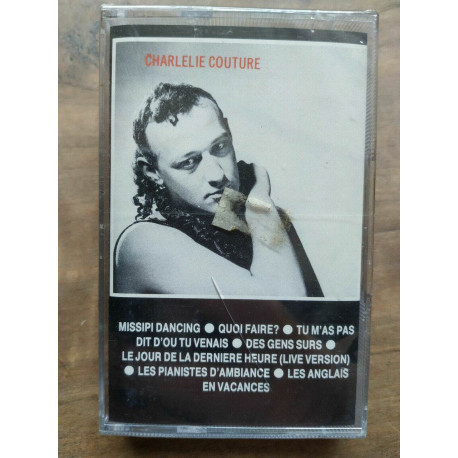 CHARLELIE COUTURE
MISSIPI DANCING ● QUOI FAIRE? ● TU M'AS PAS
DIT D'OU TU VENAIS ● DES GENS SURS ●
LE JOUR DE LA DERNIERE HEURE (LIVE VERSION)
● LES PIANISTES D'AMBIANCE ● LES ANGLAIS
EN VACANCES